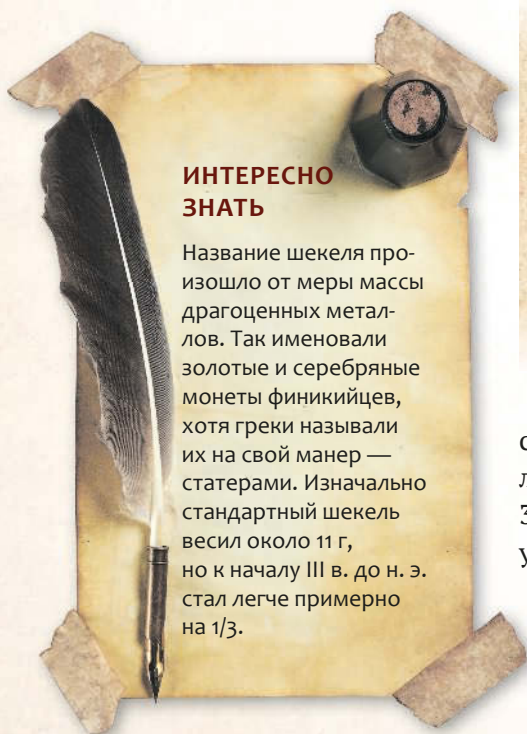 ИНТЕРЕСНО
ЗНАТЬ
Название шекеля про-
изошло от меры массы
драгоценных метал-
лов. Так именовали
золотые и серебряные
монеты финикийцев,
хотя греки называли
их на свой манер —
статерами. Изначально
стандартный шекель
весил около 11 г,
но к началу III в. до н. э.
стал легче примерно
на 1/3.